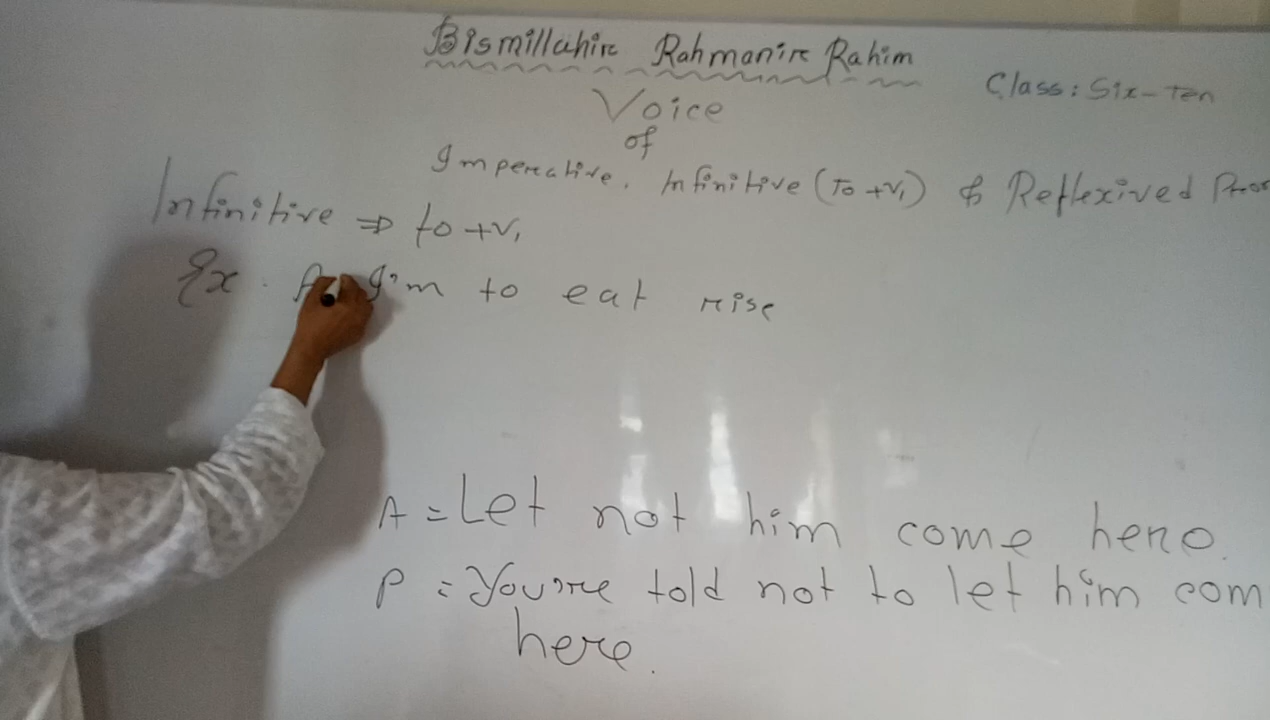 Bismillahir Rahmanir Rahim
Class: Six-Ten
Voice
of
Imperative, Infinitive (To +V₁) & Reflexived
Infinitive ⇒ to +V₁
Ex. I'm to eat rise
A = Let not him come here.
P = You're told not to let him com
here.